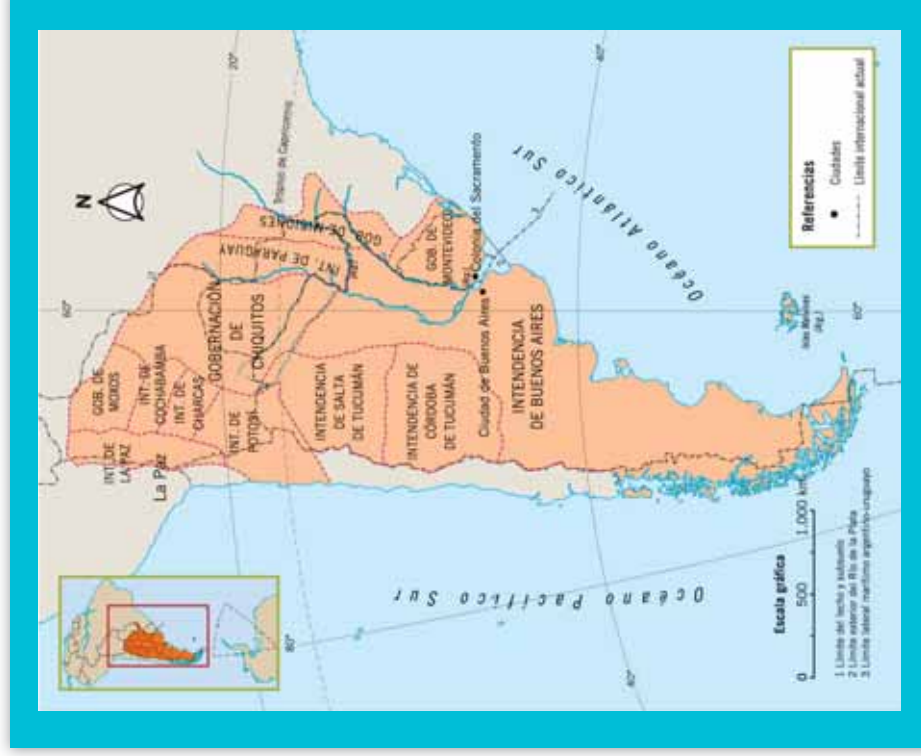 N
20°
40°
60°
80°
60°
40°
Trópico de Capricornio
GOB. DE MOXOS
INT. DE LA PAZ
La Paz
INT. DE COCHABAMBA
INT. DE CHARCAS
GOBERNACIÓN DE CHIQUITOS
INT. DE POTOSÍ
INT. DE PARAGUAY
GOB. DE MISIONES
GOB. DE MONTEVIDEO
Colonia del Sacramento
INTENDENCIA DE SALTA DE TUCUMÁN
INTENDENCIA DE CÓRDOBA DE TUCUMÁN
Ciudad de Buenos Aires
INTENDENCIA DE BUENOS AIRES
Océano Atlántico Sur
Océano Pacífico Sur
Islas Malvinas
(Arg.)
Referencias
Ciudades
Límite internacional actual
Escala gráfica
0 500 1.000 km
1 Límite del lecho y subsuelo
2 Límite exterior del Río de la Plata
3 Límite lateral marítimo argentino-uruguayo